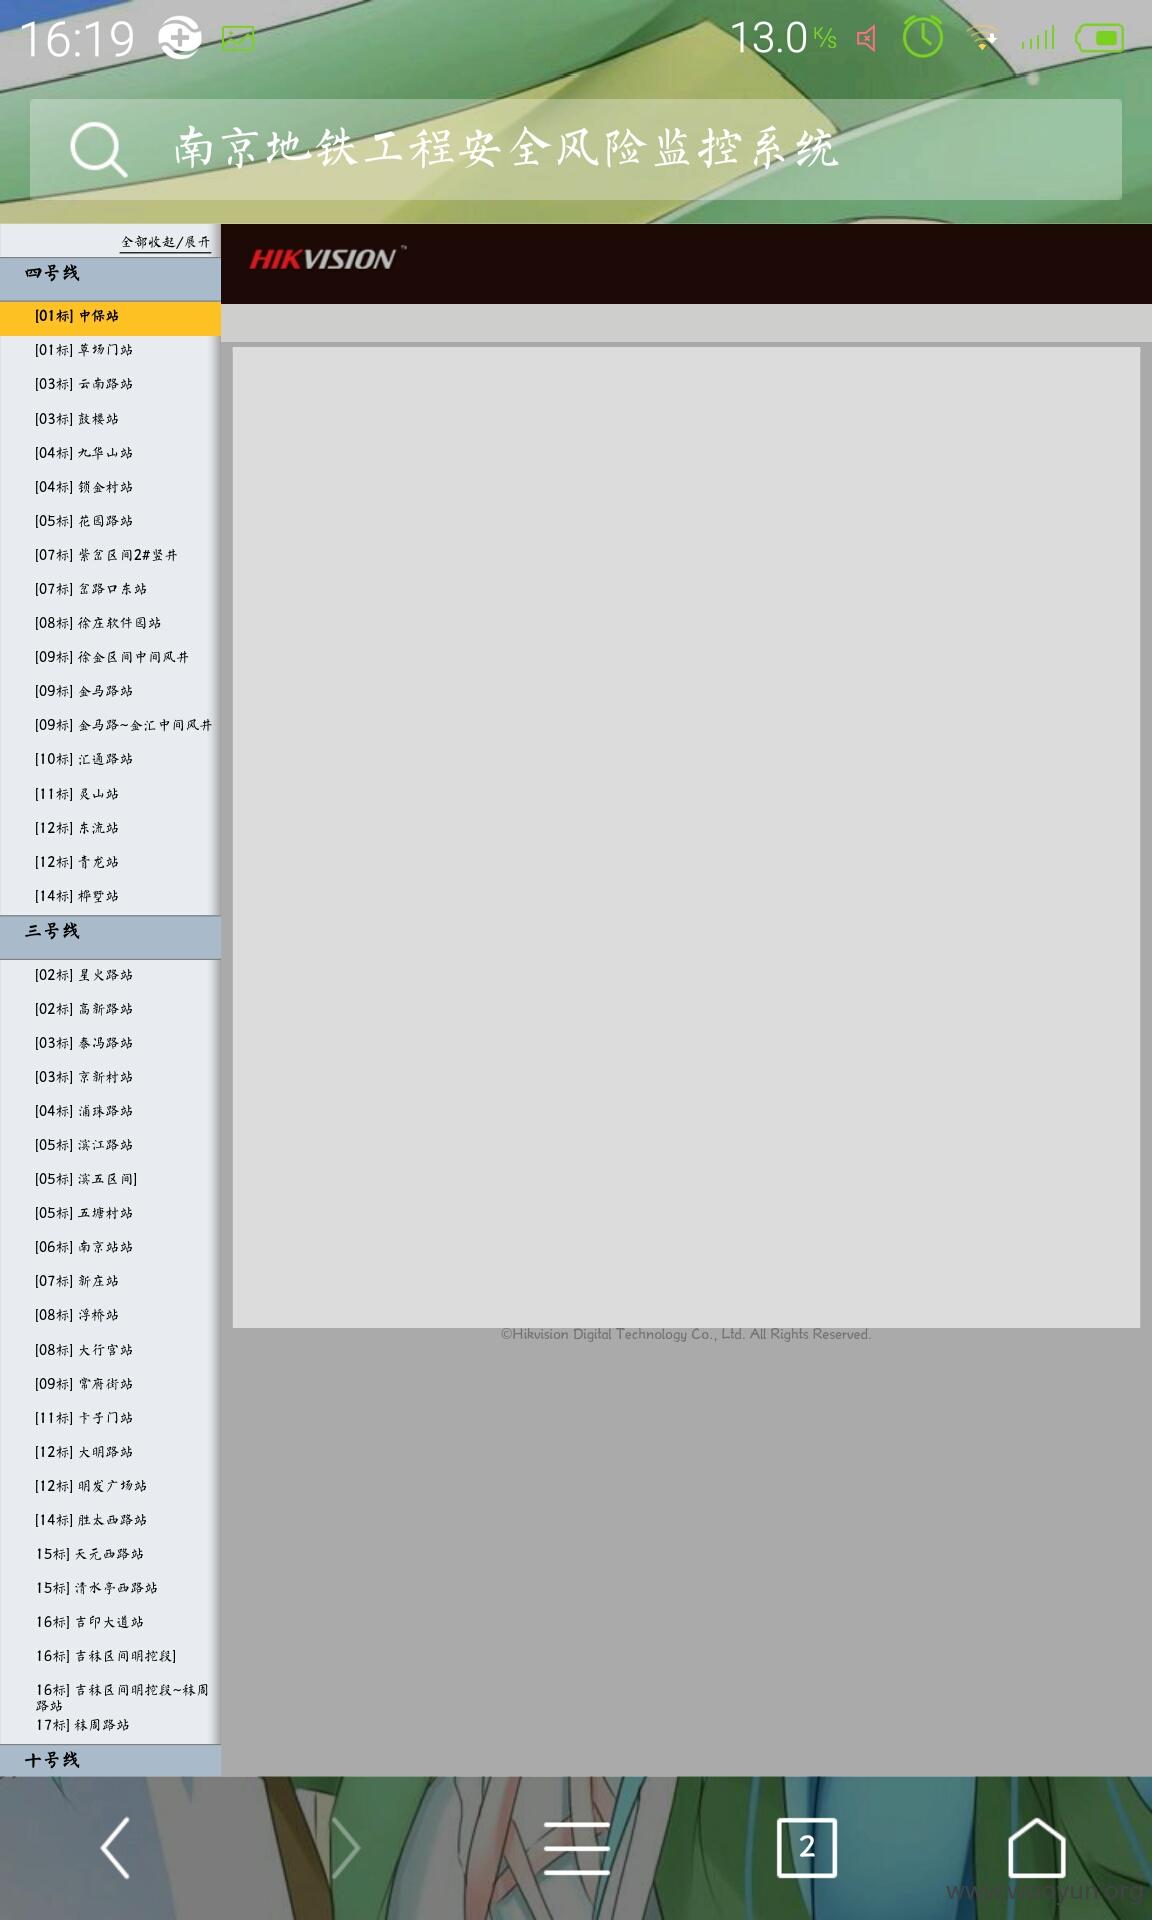 16:19
13.0 K/s
南京地铁工程安全风险监控系统
全部收起/展开
HIKVISION™
四号线
[01标] 中保站
[01标] 草场门站
[03标] 云南路站
[03标] 鼓楼站
[04标] 九华山站
[04标] 锁金村站
[05标] 花园路站
[07标] 紫岔区间2#竖井
[07标] 岔路口东站
[08标] 徐庄软件园站
[09标] 徐金区间中间风井
[09标] 金马路站
[09标] 金马路~金汇中间风井
[10标] 汇通路站
[11标] 灵山站
[12标] 东流站
[12标] 青龙站
[14标] 桦墅站
三号线
[02标] 星火路站
[02标] 高新路站
[03标] 泰冯路站
[03标] 京新村站
[04标] 浦珠路站
[05标] 滨江路站
[05标] 滨五区间]
[05标] 五塘村站
[06标] 南京站站
[07标] 新庄站
[08标] 浮桥站
©Hikvision Digital Technology Co., Ltd. All Rights Reserved.
[08标] 大行宫站
[09标] 常府街站
[11标] 卡子门站
[12标] 大明路站
[12标] 明发广场站
[14标] 胜太西路站
15标] 天元西路站
15标] 清水亭西路站
16标] 吉印大道站
16标] 吉秣区间明挖段]
16标] 吉秣区间明挖段~秣周
路站
17标] 秣周路站
十号线
2
www.wooyun.org